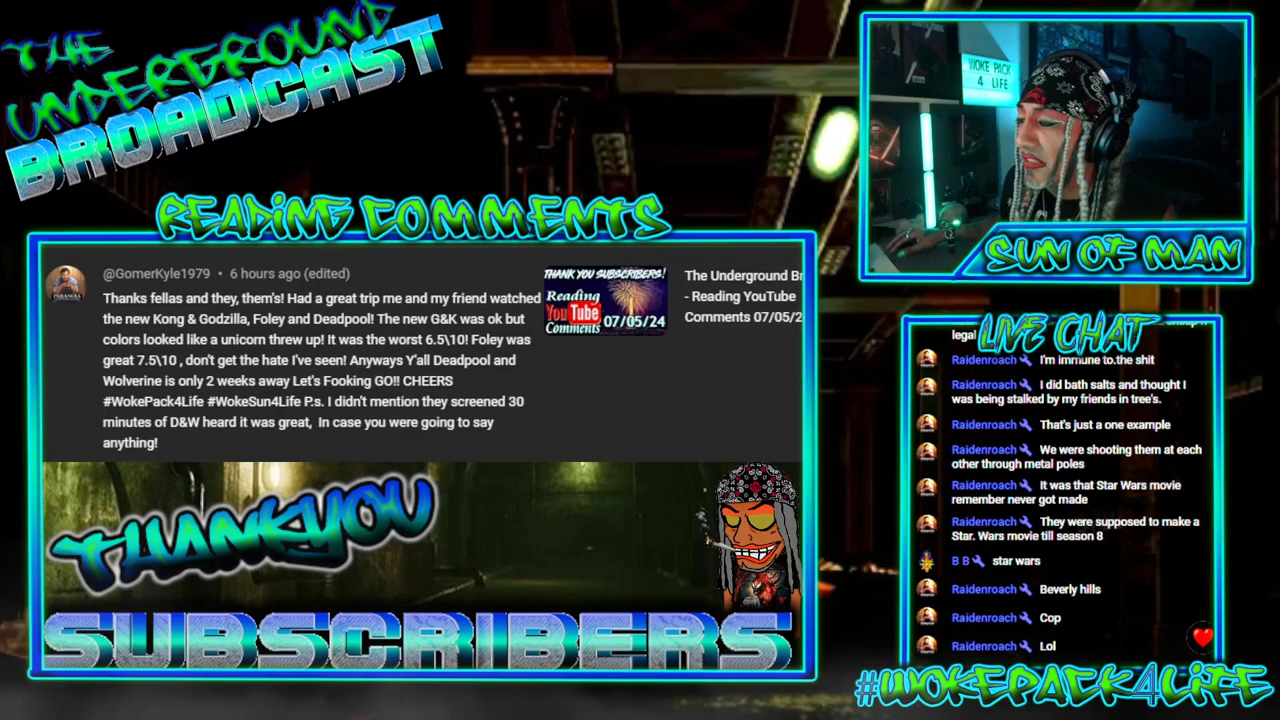 THE
UNDERGROUND
BROADCAST
WOKE PACK
4 LIFE
READING COMMENTS
SUN OF MAN
@GomerKyle1979 • 6 hours ago (edited)
Thanks fellas and they, them's! Had a great trip me and my friend watched
the new Kong & Godzilla, Foley and Deadpool! The new G&K was ok but
colors looked like a unicorn threw up! It was the worst 6.5\10! Foley was
great 7.5\10 , don't get the hate I've seen! Anyways Y'all Deadpool and
Wolverine is only 2 weeks away Let's Fooking GO!! CHEERS
#WokePack4Life #WokeSun4Life P.s. I didn't mention they screened 30
minutes of D&W heard it was great, In case you were going to say
anything!
PARANOIA
THANK YOU SUBSCRIBERS!
Reading
YouTube
Comments
07/05/24
The Underground Br
- Reading YouTube
Comments 07/05/2
THANKYOU
SUBSCRIBERS
LIVE CHAT
legal
Raidenroach I'm immune to.the shit
Raidenroach I did bath salts and thought I
was being stalked by my friends in tree's.
Raidenroach That's just a one example
Raidenroach We were shooting them at each
other through metal poles
Raidenroach It was that Star Wars movie
remember never got made
Raidenroach They were supposed to make a
Star. Wars movie till season 8
B B star wars
Raidenroach Beverly hills
Raidenroach Cop
Raidenroach Lol
#WOKEPACK4LIFE